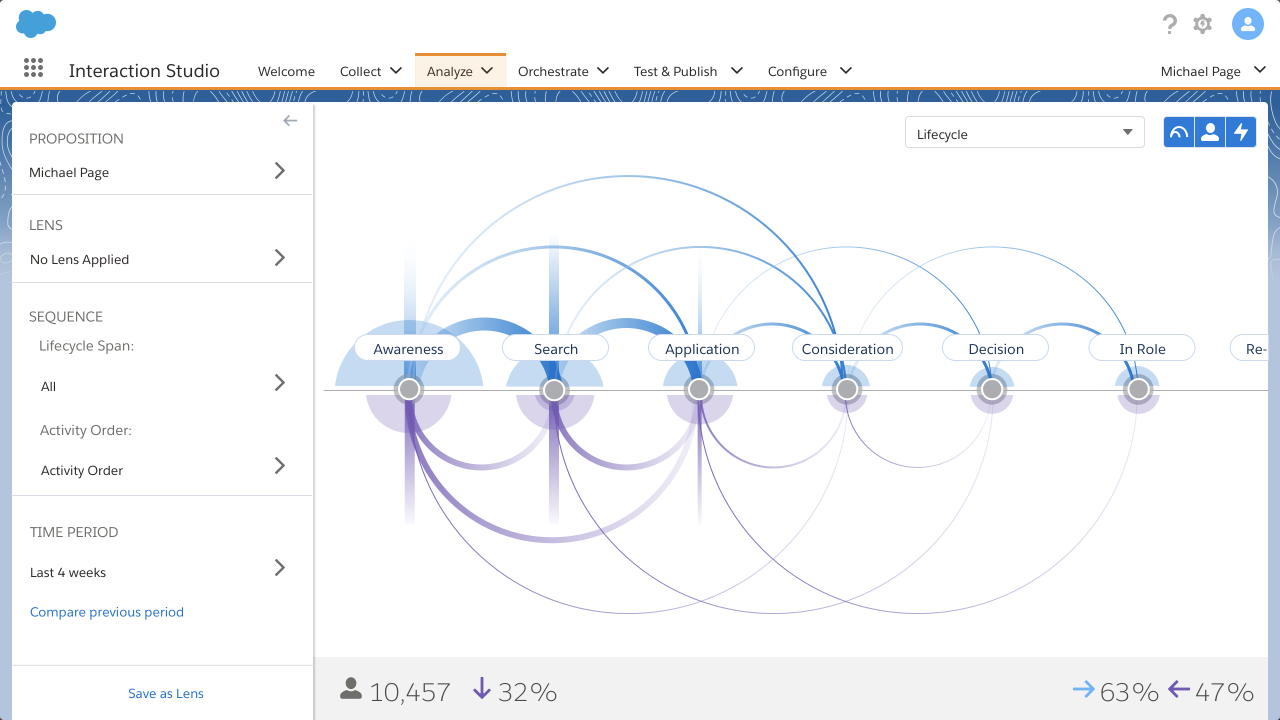 Interaction Studio
Welcome
Collect
Analyze
Orchestrate
Test & Publish
Configure
Michael Page
PROPOSITION
Michael Page
LENS
No Lens Applied
SEQUENCE
Lifecycle Span:
All
Activity Order:
Activity Order
TIME PERIOD
Last 4 weeks
Compare previous period
Save as Lens
Lifecycle
Awareness
Search
Application
Consideration
Decision
In Role
Re-
10,457
32%
63%
47%